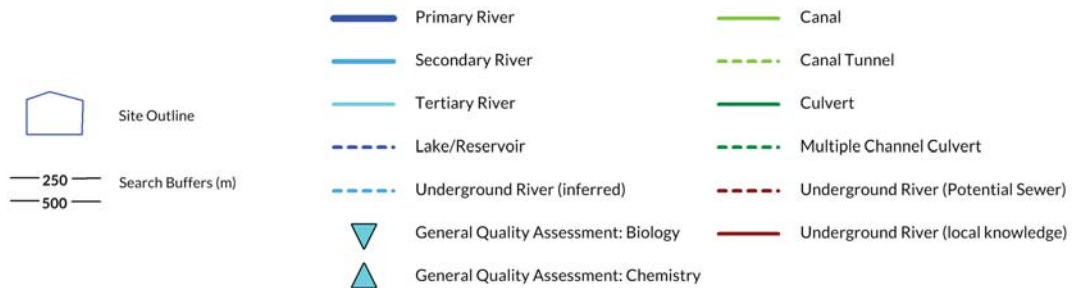 Site Outline
250
Search Buffers (m)
500
Primary River
Secondary River
Tertiary River
Lake/Reservoir
Underground River (inferred)
General Quality Assessment: Biology
General Quality Assessment: Chemistry
Canal
Canal Tunnel
Culvert
Multiple Channel Culvert
Underground River (Potential Sewer)
Underground River (local knowledge)